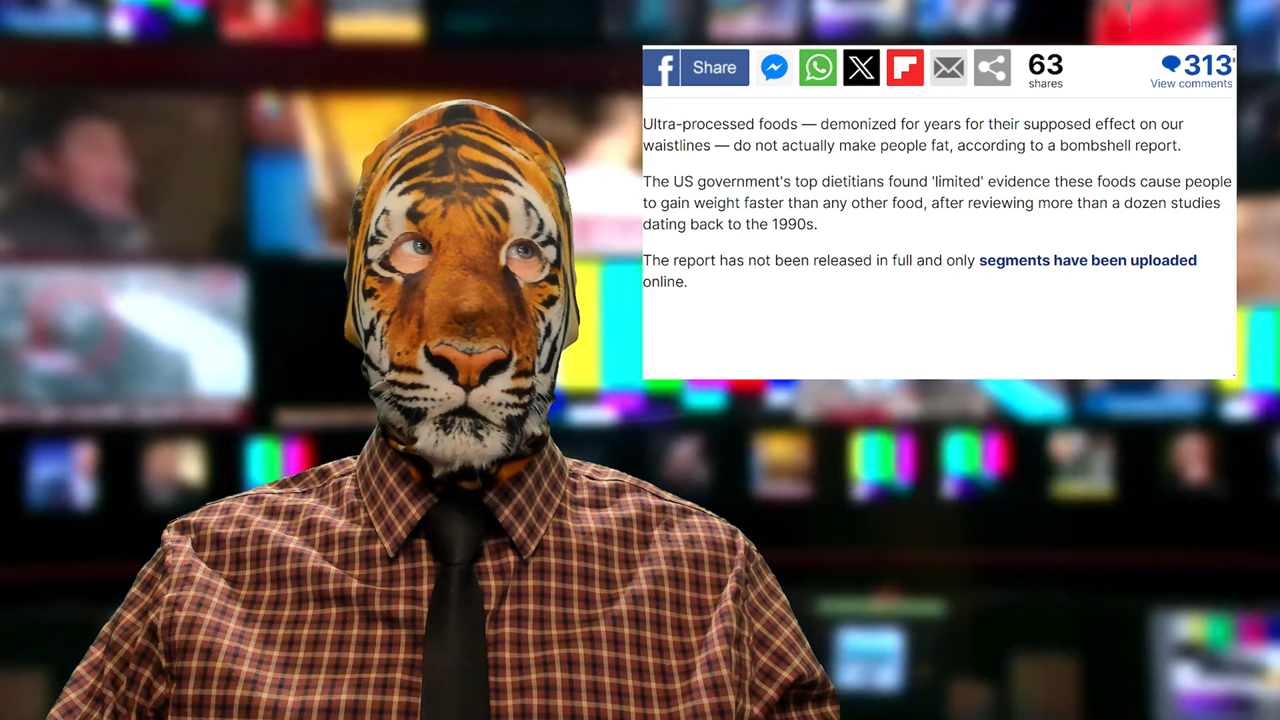 Share
63
shares
313
View comments
Ultra-processed foods — demonized for years for their supposed effect on our
waistlines — do not actually make people fat, according to a bombshell report.
The US government's top dietitians found 'limited' evidence these foods cause people
to gain weight faster than any other food, after reviewing more than a dozen studies
dating back to the 1990s.
The report has not been released in full and only segments have been uploaded
online.